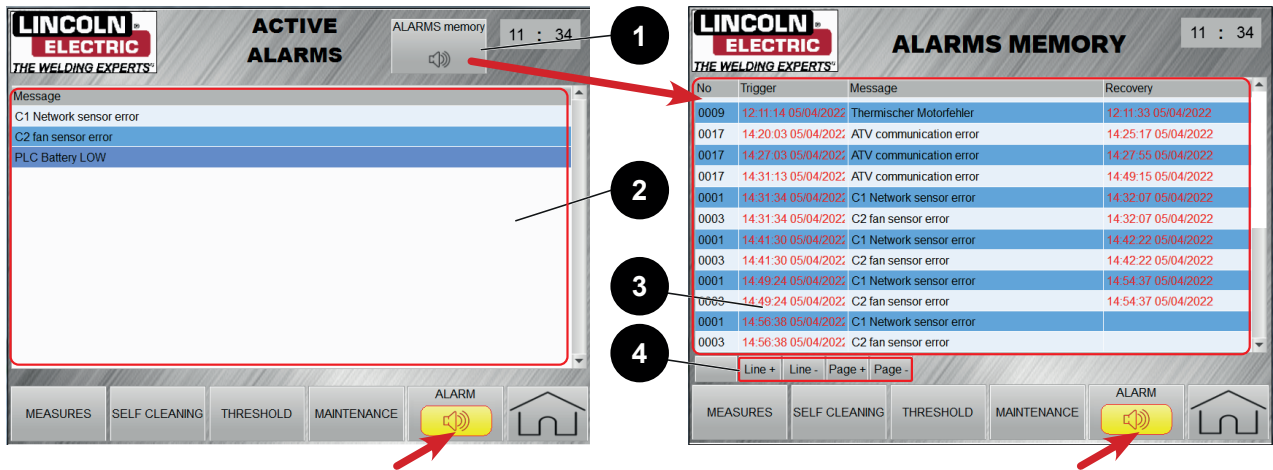 LINCOLN ®
ELECTRIC
THE WELDING EXPERTS®
ACTIVE
ALARMS
ALARMS memory
11 : 34
Message
C1 Network sensor error
C2 fan sensor error
PLC Battery LOW
MEASURES
SELF CLEANING
THRESHOLD
MAINTENANCE
ALARM
1
2
3
4
LINCOLN ®
ELECTRIC
THE WELDING EXPERTS®
ALARMS MEMORY
11 : 34
No Trigger Message Recovery
0009 12:11:14 05/04/2022 Thermischer Motorfehler 12:11:33 05/04/2022
0017 14:20:03 05/04/2022 ATV communication error 14:25:17 05/04/2022
0017 14:27:03 05/04/2022 ATV communication error 14:27:55 05/04/2022
0017 14:31:13 05/04/2022 ATV communication error 14:49:15 05/04/2022
0001 14:31:34 05/04/2022 C1 Network sensor error 14:32:07 05/04/2022
0003 14:31:34 05/04/2022 C2 fan sensor error 14:32:07 05/04/2022
0001 14:41:30 05/04/2022 C1 Network sensor error 14:42:22 05/04/2022
0003 14:41:30 05/04/2022 C2 fan sensor error 14:42:22 05/04/2022
0001 14:49:24 05/04/2022 C1 Network sensor error 14:54:37 05/04/2022
0003 14:49:24 05/04/2022 C2 fan sensor error 14:54:37 05/04/2022
0001 14:56:38 05/04/2022 C1 Network sensor error
0003 14:56:38 05/04/2022 C2 fan sensor error
Line + Line - Page + Page -
MEASURES
SELF CLEANING
THRESHOLD
MAINTENANCE
ALARM